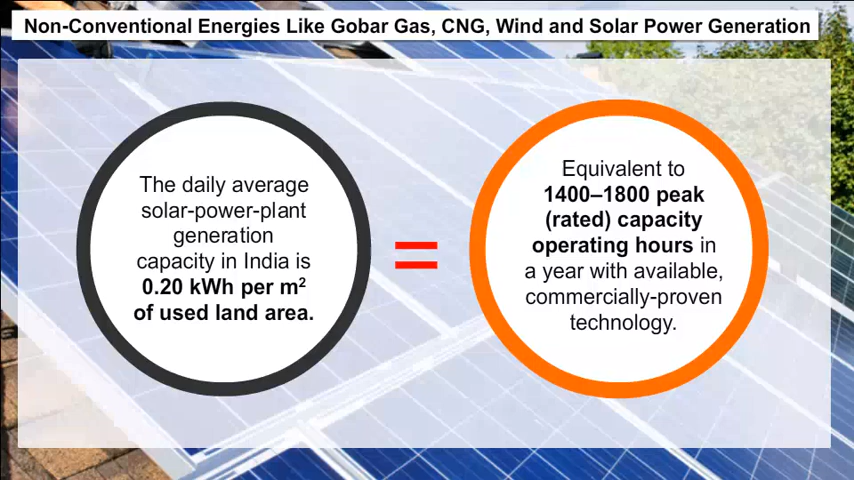 Non-Conventional Energies Like Gobar Gas, CNG, Wind and Solar Power Generation
The daily average
solar-power-plant
generation
capacity in India is
0.20 kWh per m²
of used land area.
=
Equivalent to
1400–1800 peak
(rated) capacity
operating hours in
a year with available,
commercially-proven
technology.